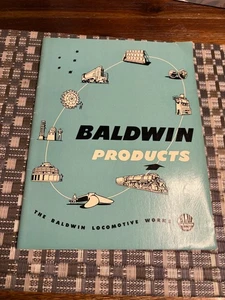 BALDWIN
PRODUCTS
THE BALDWIN LOCOMOTIVE WORKS